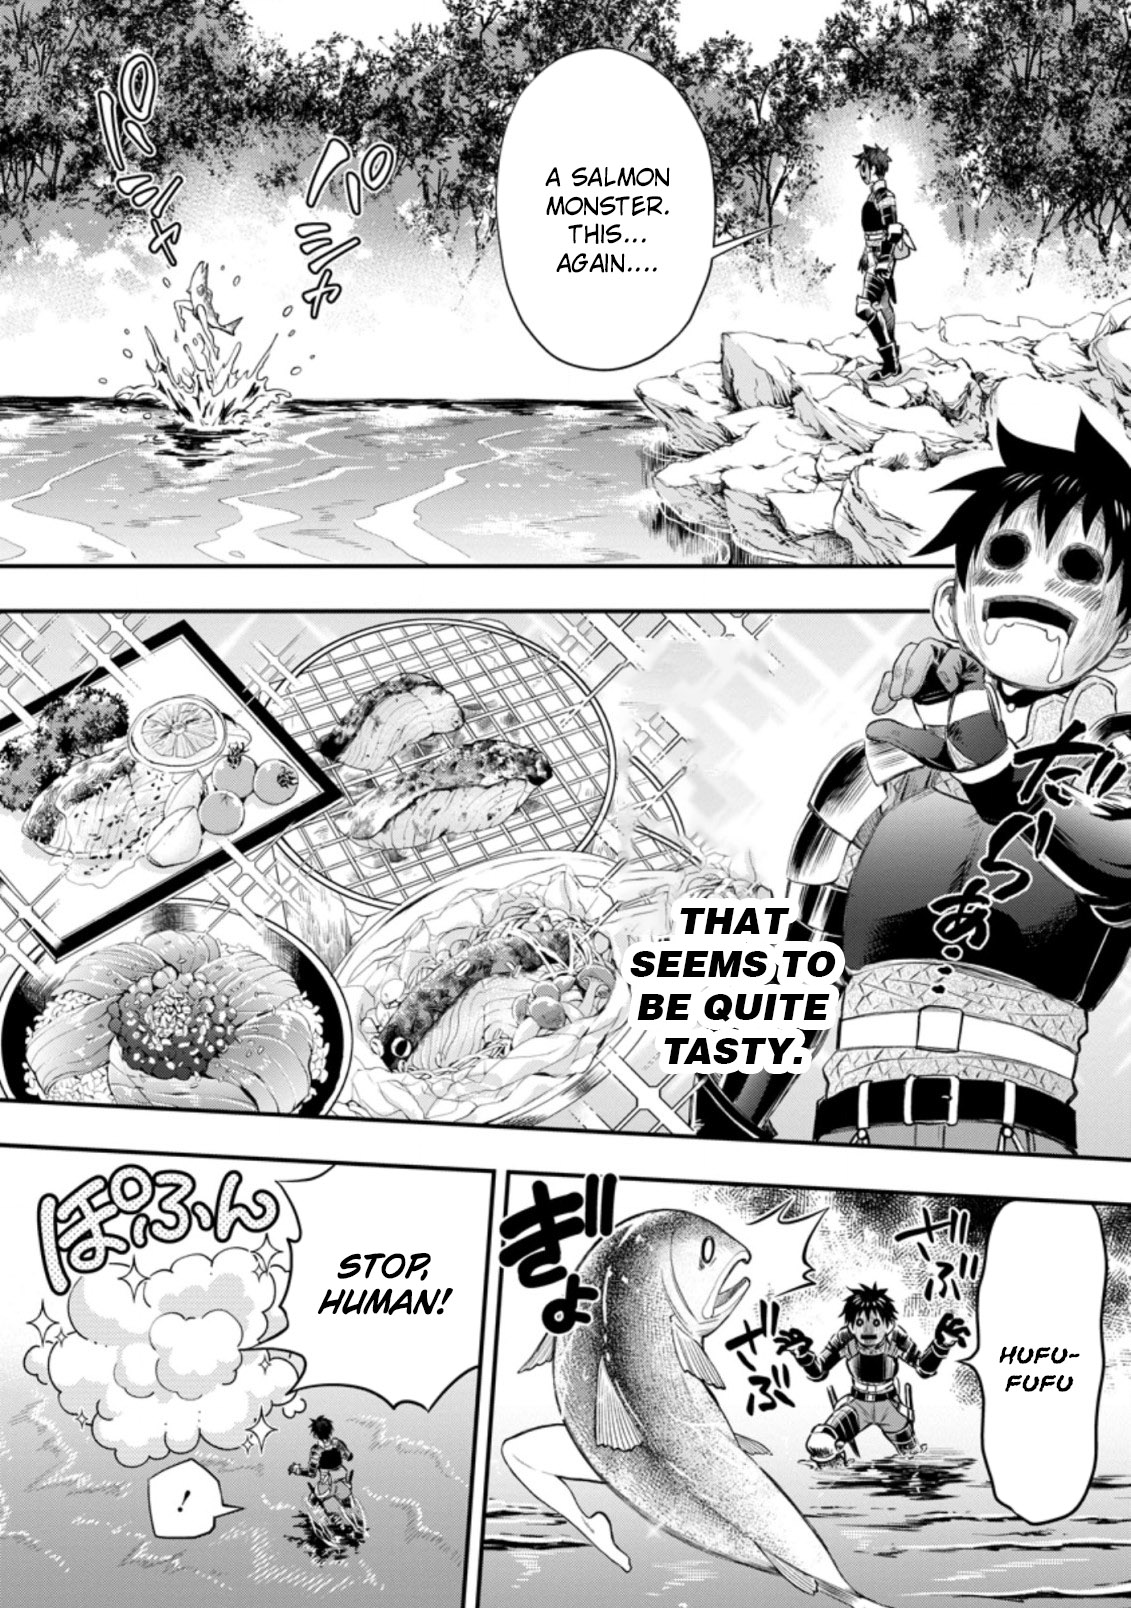 A SALMON
MONSTER.
THIS...
AGAIN....
パシャ
パシャ
THAT
SEEMS TO
BE QUITE
TASTY.
だらぁ…
HUFU-
FUFU
ざぶ
ざぶ
ぎょ
STOP,
HUMAN!
ぽふん
!